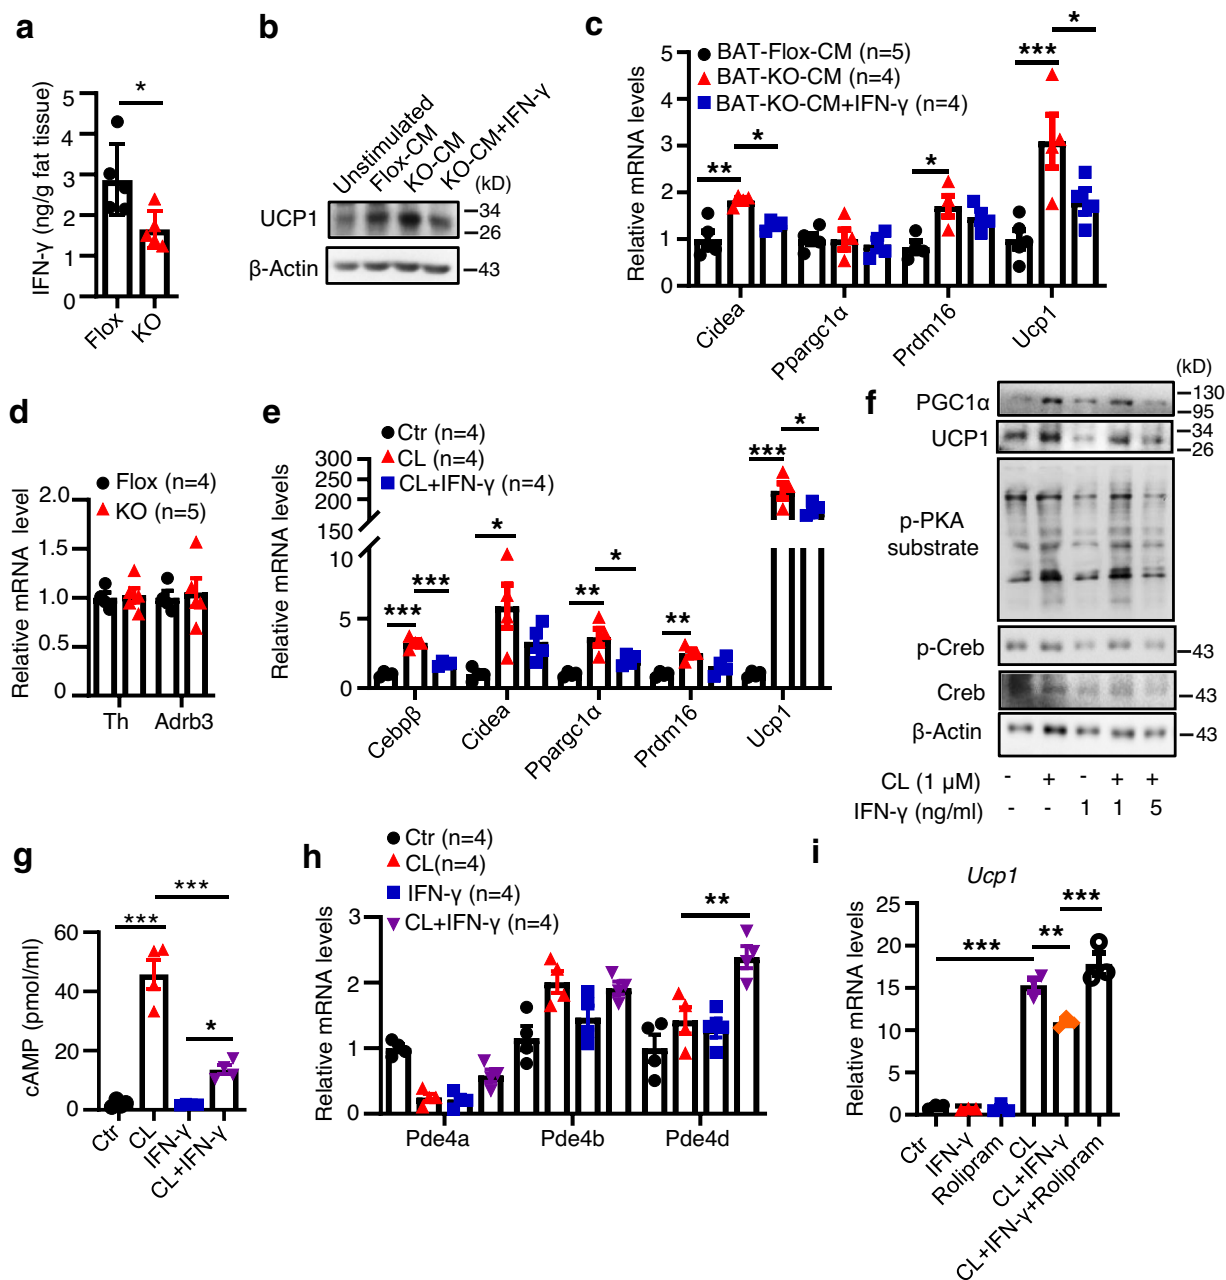 a
IFN-γ (ng/g fat tissue)
5
4
3
2
1
0
*
Flox
KO
b
Unstimulated
Flox-CM
KO-CM
KO-CM+IFN-γ
(kD)
UCP1
34
26
β-Actin
43
c
Relative mRNA levels
5
4
3
2
1
0
BAT-Flox-CM (n=5)
BAT-KO-CM (n=4)
BAT-KO-CM+IFN-γ (n=4)
**
*
*
***
*
Cidea
Ppargc1α
Prdm16
Ucp1
d
Relative mRNA level
2.0
1.5
1.0
0.5
0
Flox (n=4)
KO (n=5)
Th
Adrb3
e
Relative mRNA levels
300
250
200
150
10
5
0
Ctr (n=4)
CL (n=4)
CL+IFN-γ (n=4)
***
***
*
**
*
**
***
*
Cebpβ
Cidea
Ppargc1α
Prdm16
Ucp1
f
(kD)
PGC1α
130
95
UCP1
34
26
p-PKA
substrate
p-Creb
43
Creb
43
β-Actin
43
CL (1 μM) - + - + +
IFN-γ (ng/ml) - - 1 1 5
g
cAMP (pmol/ml)
60
40
20
0
***
***
*
Ctr
CL
IFN-γ
CL+IFN-γ
h
Relative mRNA levels
3
2
1
0
Ctr (n=4)
CL(n=4)
IFN-γ (n=4)
CL+IFN-γ (n=4)
**
Pde4a
Pde4b
Pde4d
i
Ucp1
Relative mRNA levels
25
20
15
10
5
0
***
**
***
Ctr
IFN-γ
Rolipram
CL
CL+IFN-γ
CL+IFN-γ+Rolipram